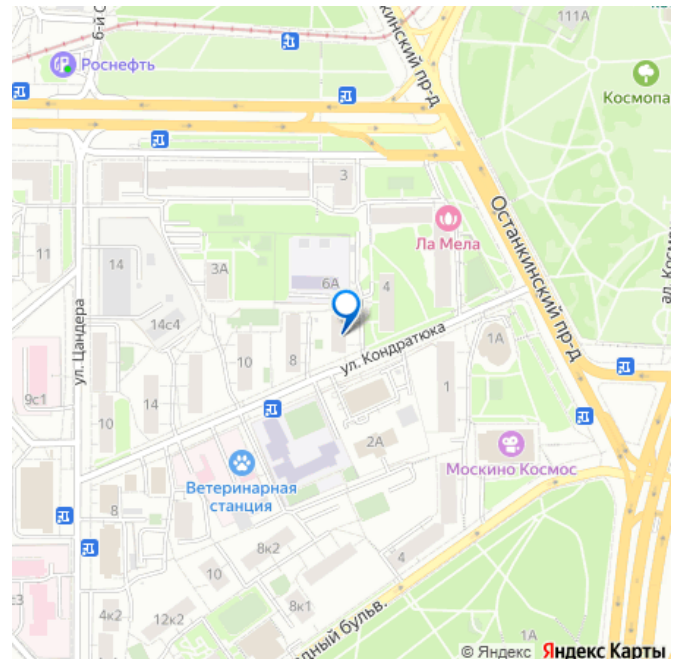 111А
6-й С
кинский пр-д
Роснефть
Космопа
3
Останкинский пр-д
Ла Мела
11
14
3А
6А
4
ал. Косм
ул. Цандера
14с4
ул. Кондратюка
1А
10
8
9с1
14
1
10
2А
Москино Космос
Ветеринарная
станция
8
8к2
4
10
4к2
12к2
8к1
дный бульв.
1А
© Яндекс Яндекс Карты